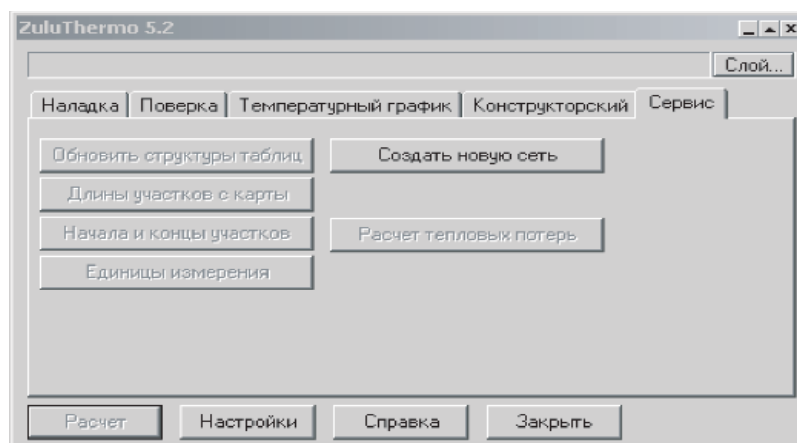 ZuluThermo 5.2
Слой...
Наладка Поверка Температурный график Конструкторский Сервис
Обновить структуры таблиц Создать новую сеть
Длины участков с карты
Начала и концы участков Расчет тепловых потерь
Единицы измерения
Расчет Настройки Справка Закрыть